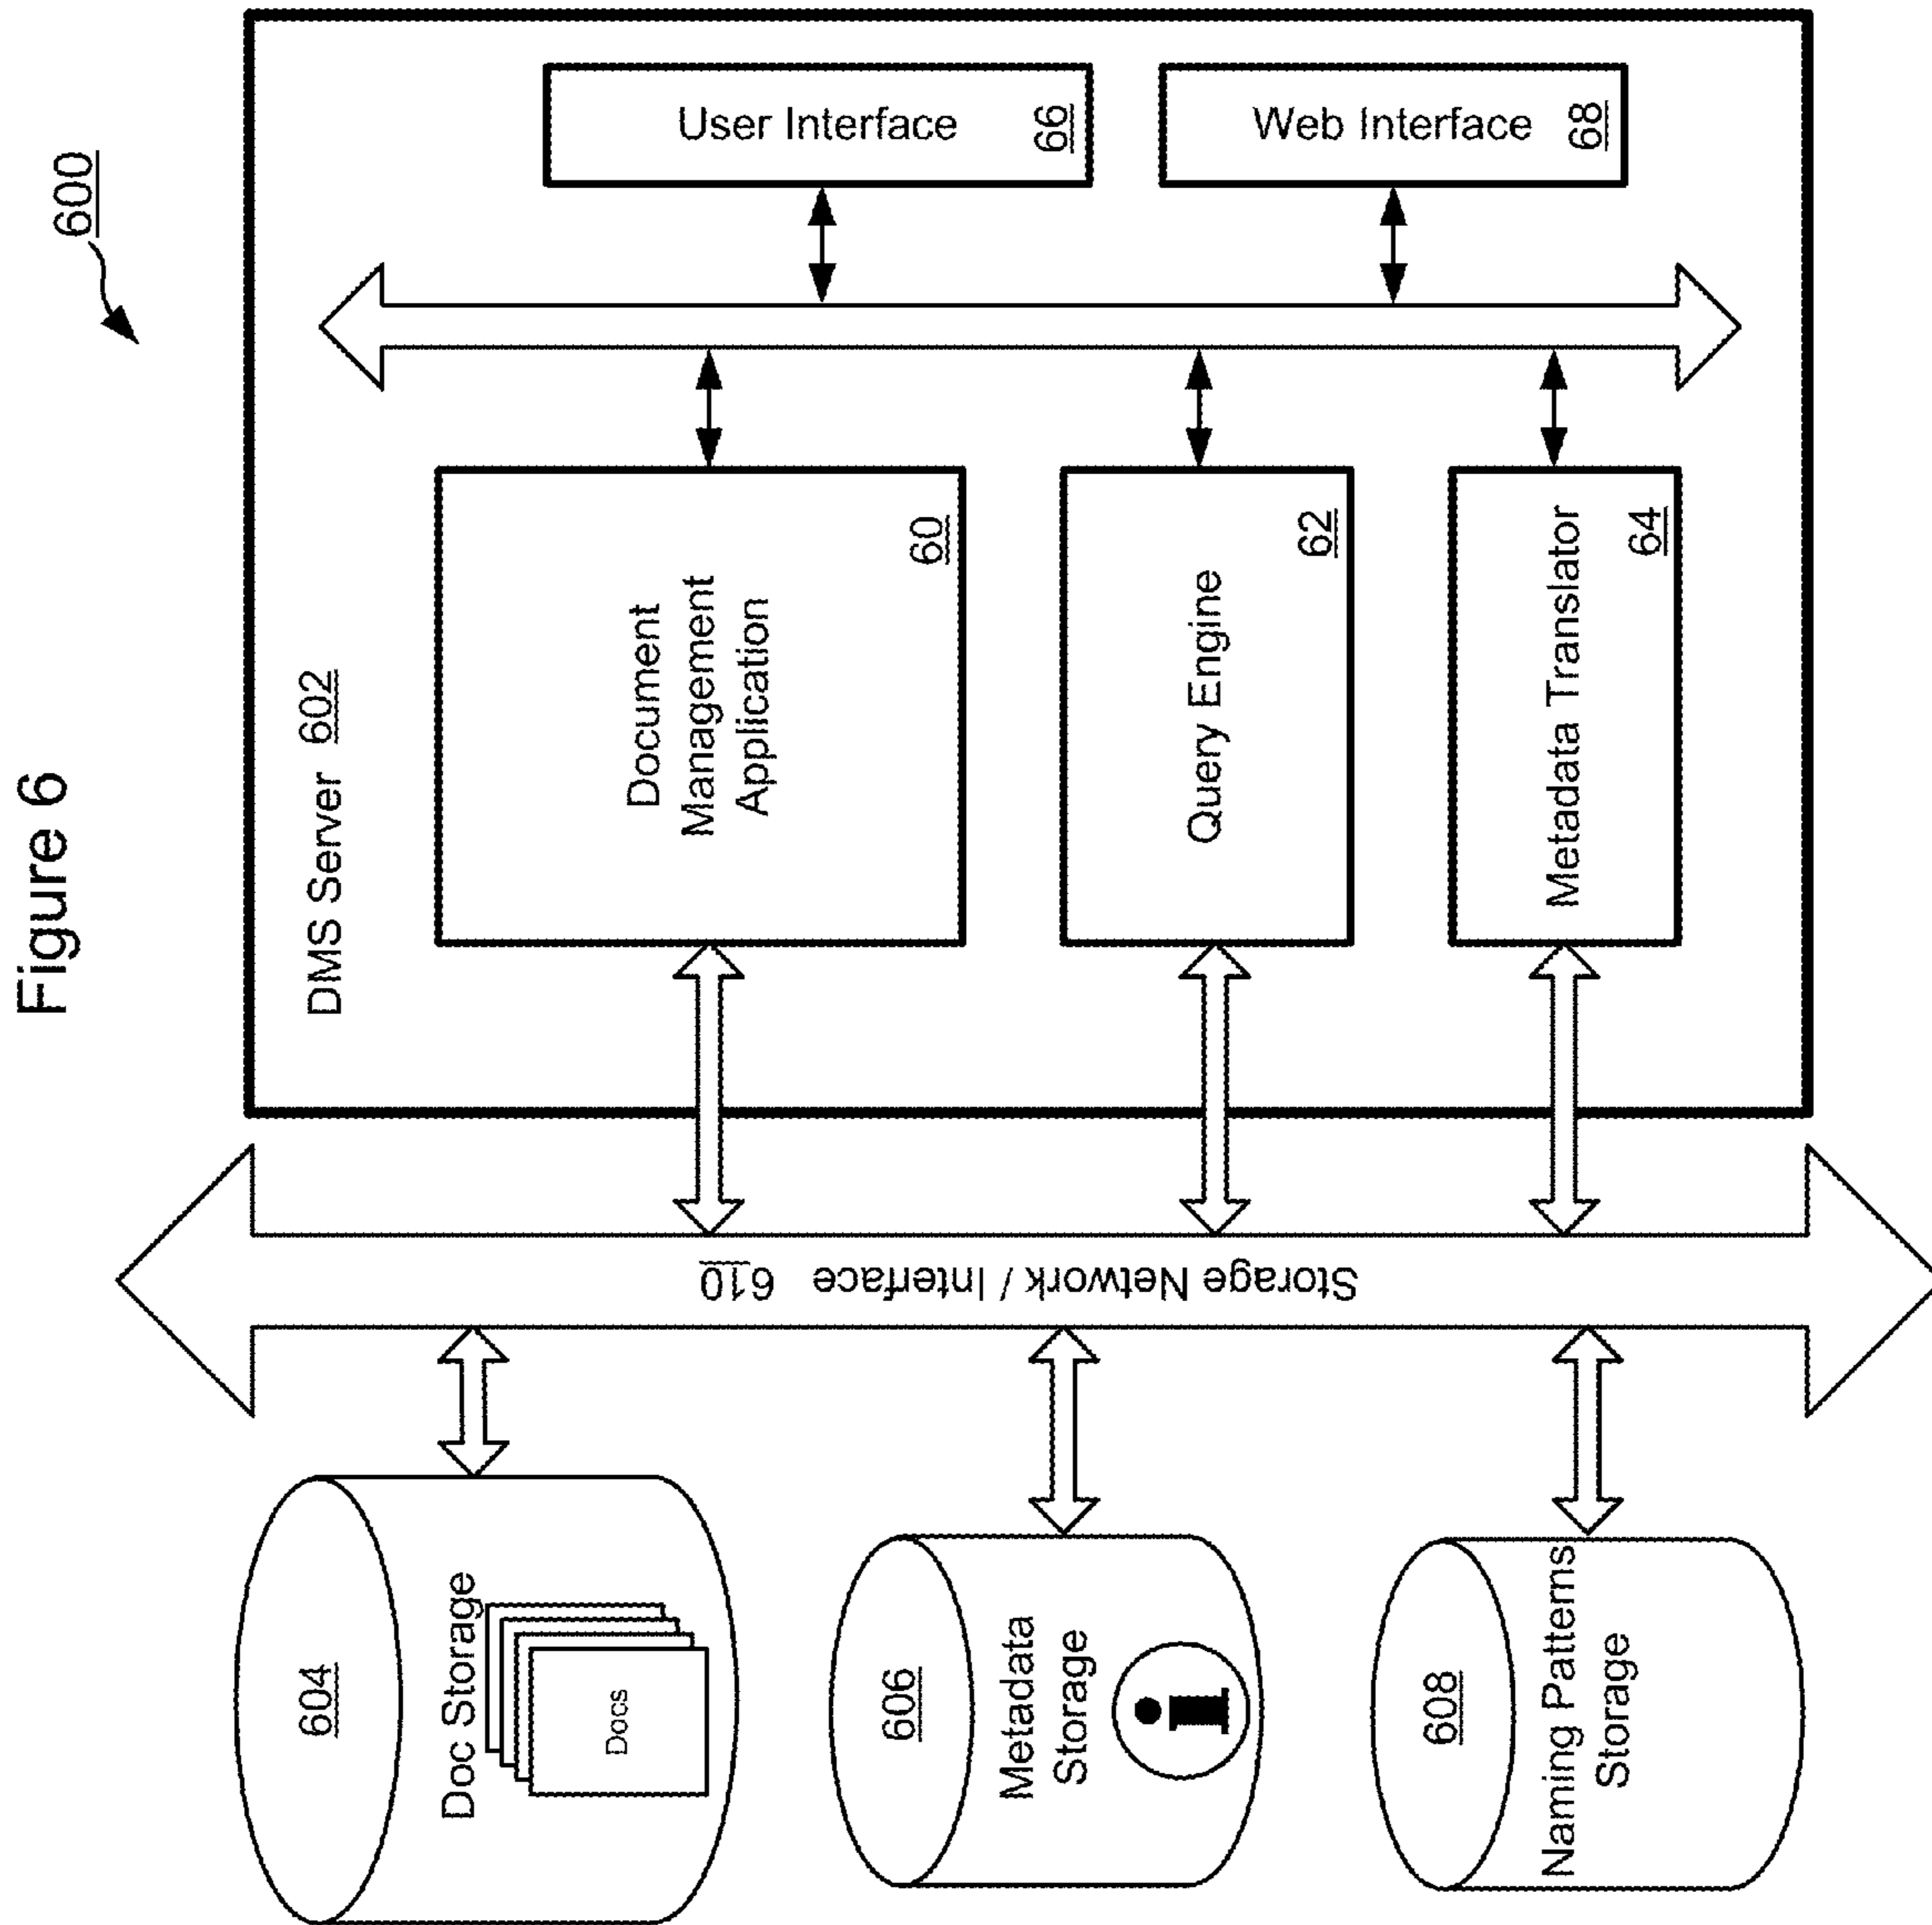 Figure 6
600
DMS Server 602
User Interface
66
Web Interface
68
Document
Management
Application
60
Query Engine
62
Metadata Translator
64
Storage Network / Interface 610
604
Doc Storage
Docs
606
Metadata
Storage
i
608
Naming Patterns
Storage